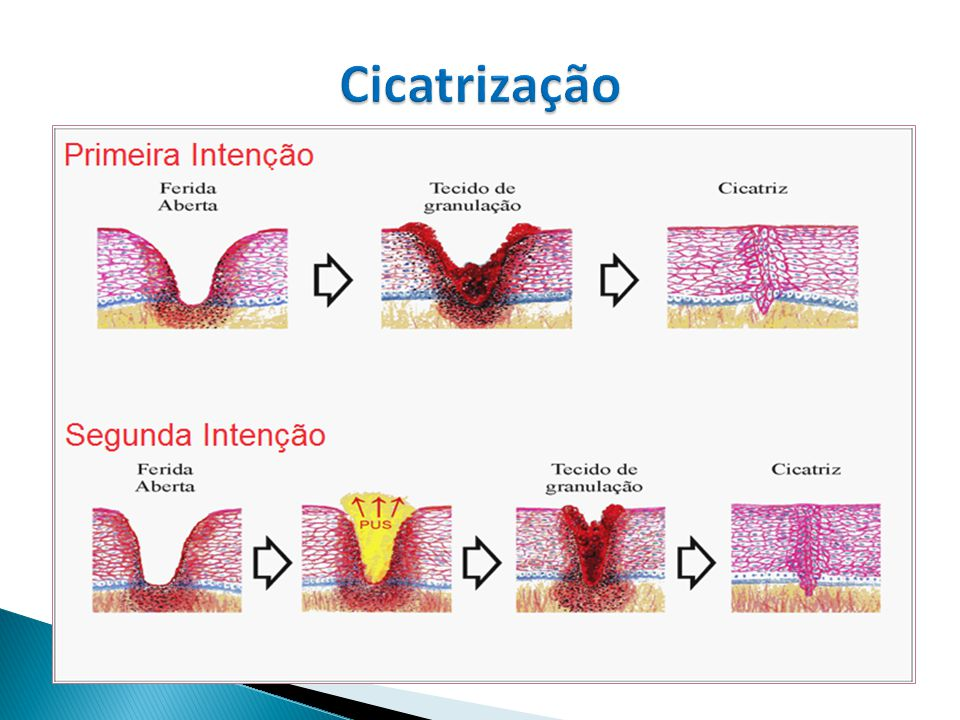 Cicatrização
Primeira Intenção
Ferida
Aberta
Tecido de
granulação
Cicatriz
Segunda Intenção
Ferida
Aberta
PUS
Tecido de
granulação
Cicatriz